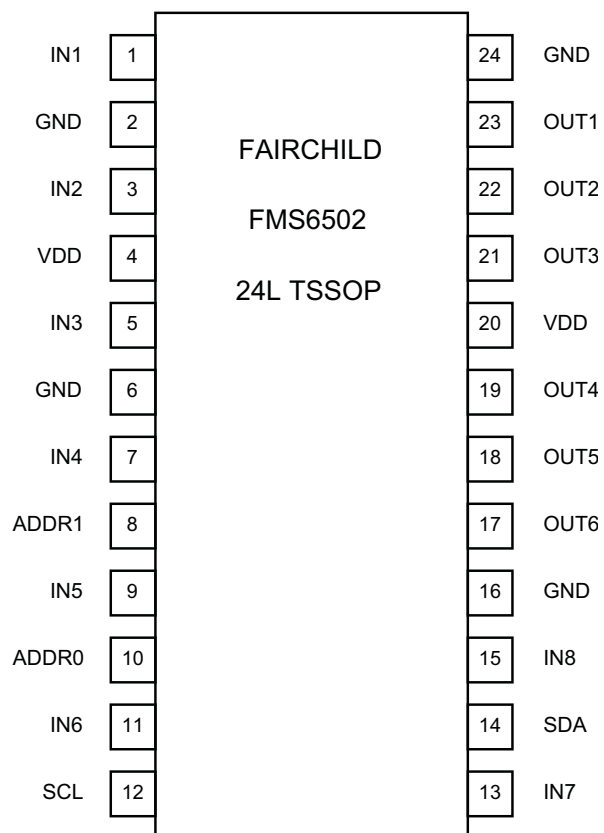 IN1 1 24 GND
GND 2 23 OUT1
FAIRCHILD
IN2 3 22 OUT2
FMS6502
VDD 4 21 OUT3
24L TSSOP
IN3 5 20 VDD
GND 6 19 OUT4
IN4 7 18 OUT5
ADDR1 8 17 OUT6
IN5 9 16 GND
ADDR0 10 15 IN8
IN6 11 14 SDA
SCL 12 13 IN7